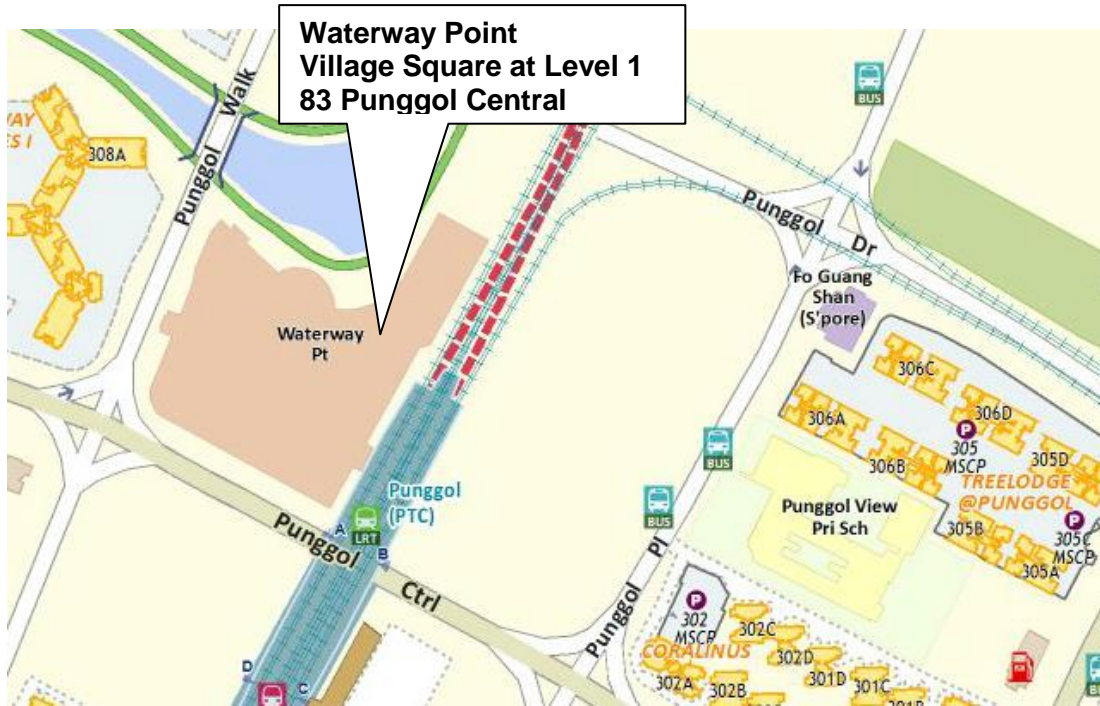 Waterway Point
Village Square at Level 1
83 Punggol Central
WAY
ES I
308A
Punggol Walk
BUS
Punggol Dr
Fo Guang
Shan
(S'pore)
Waterway
Pt
306C
306A
306D
P
305
MSCP
306B
305D
BUS
TREELODGE
@PUNGGOL
Punggol
(PTC)
BUS
Punggol View
Pri Sch
305B
P
305C
MSCP
305A
LRT
A
B
Punggol Ctrl
Punggol Pl
P
302
MSCP
302C
CORALINUS
302D
302A
302B
301D
301C
D
C